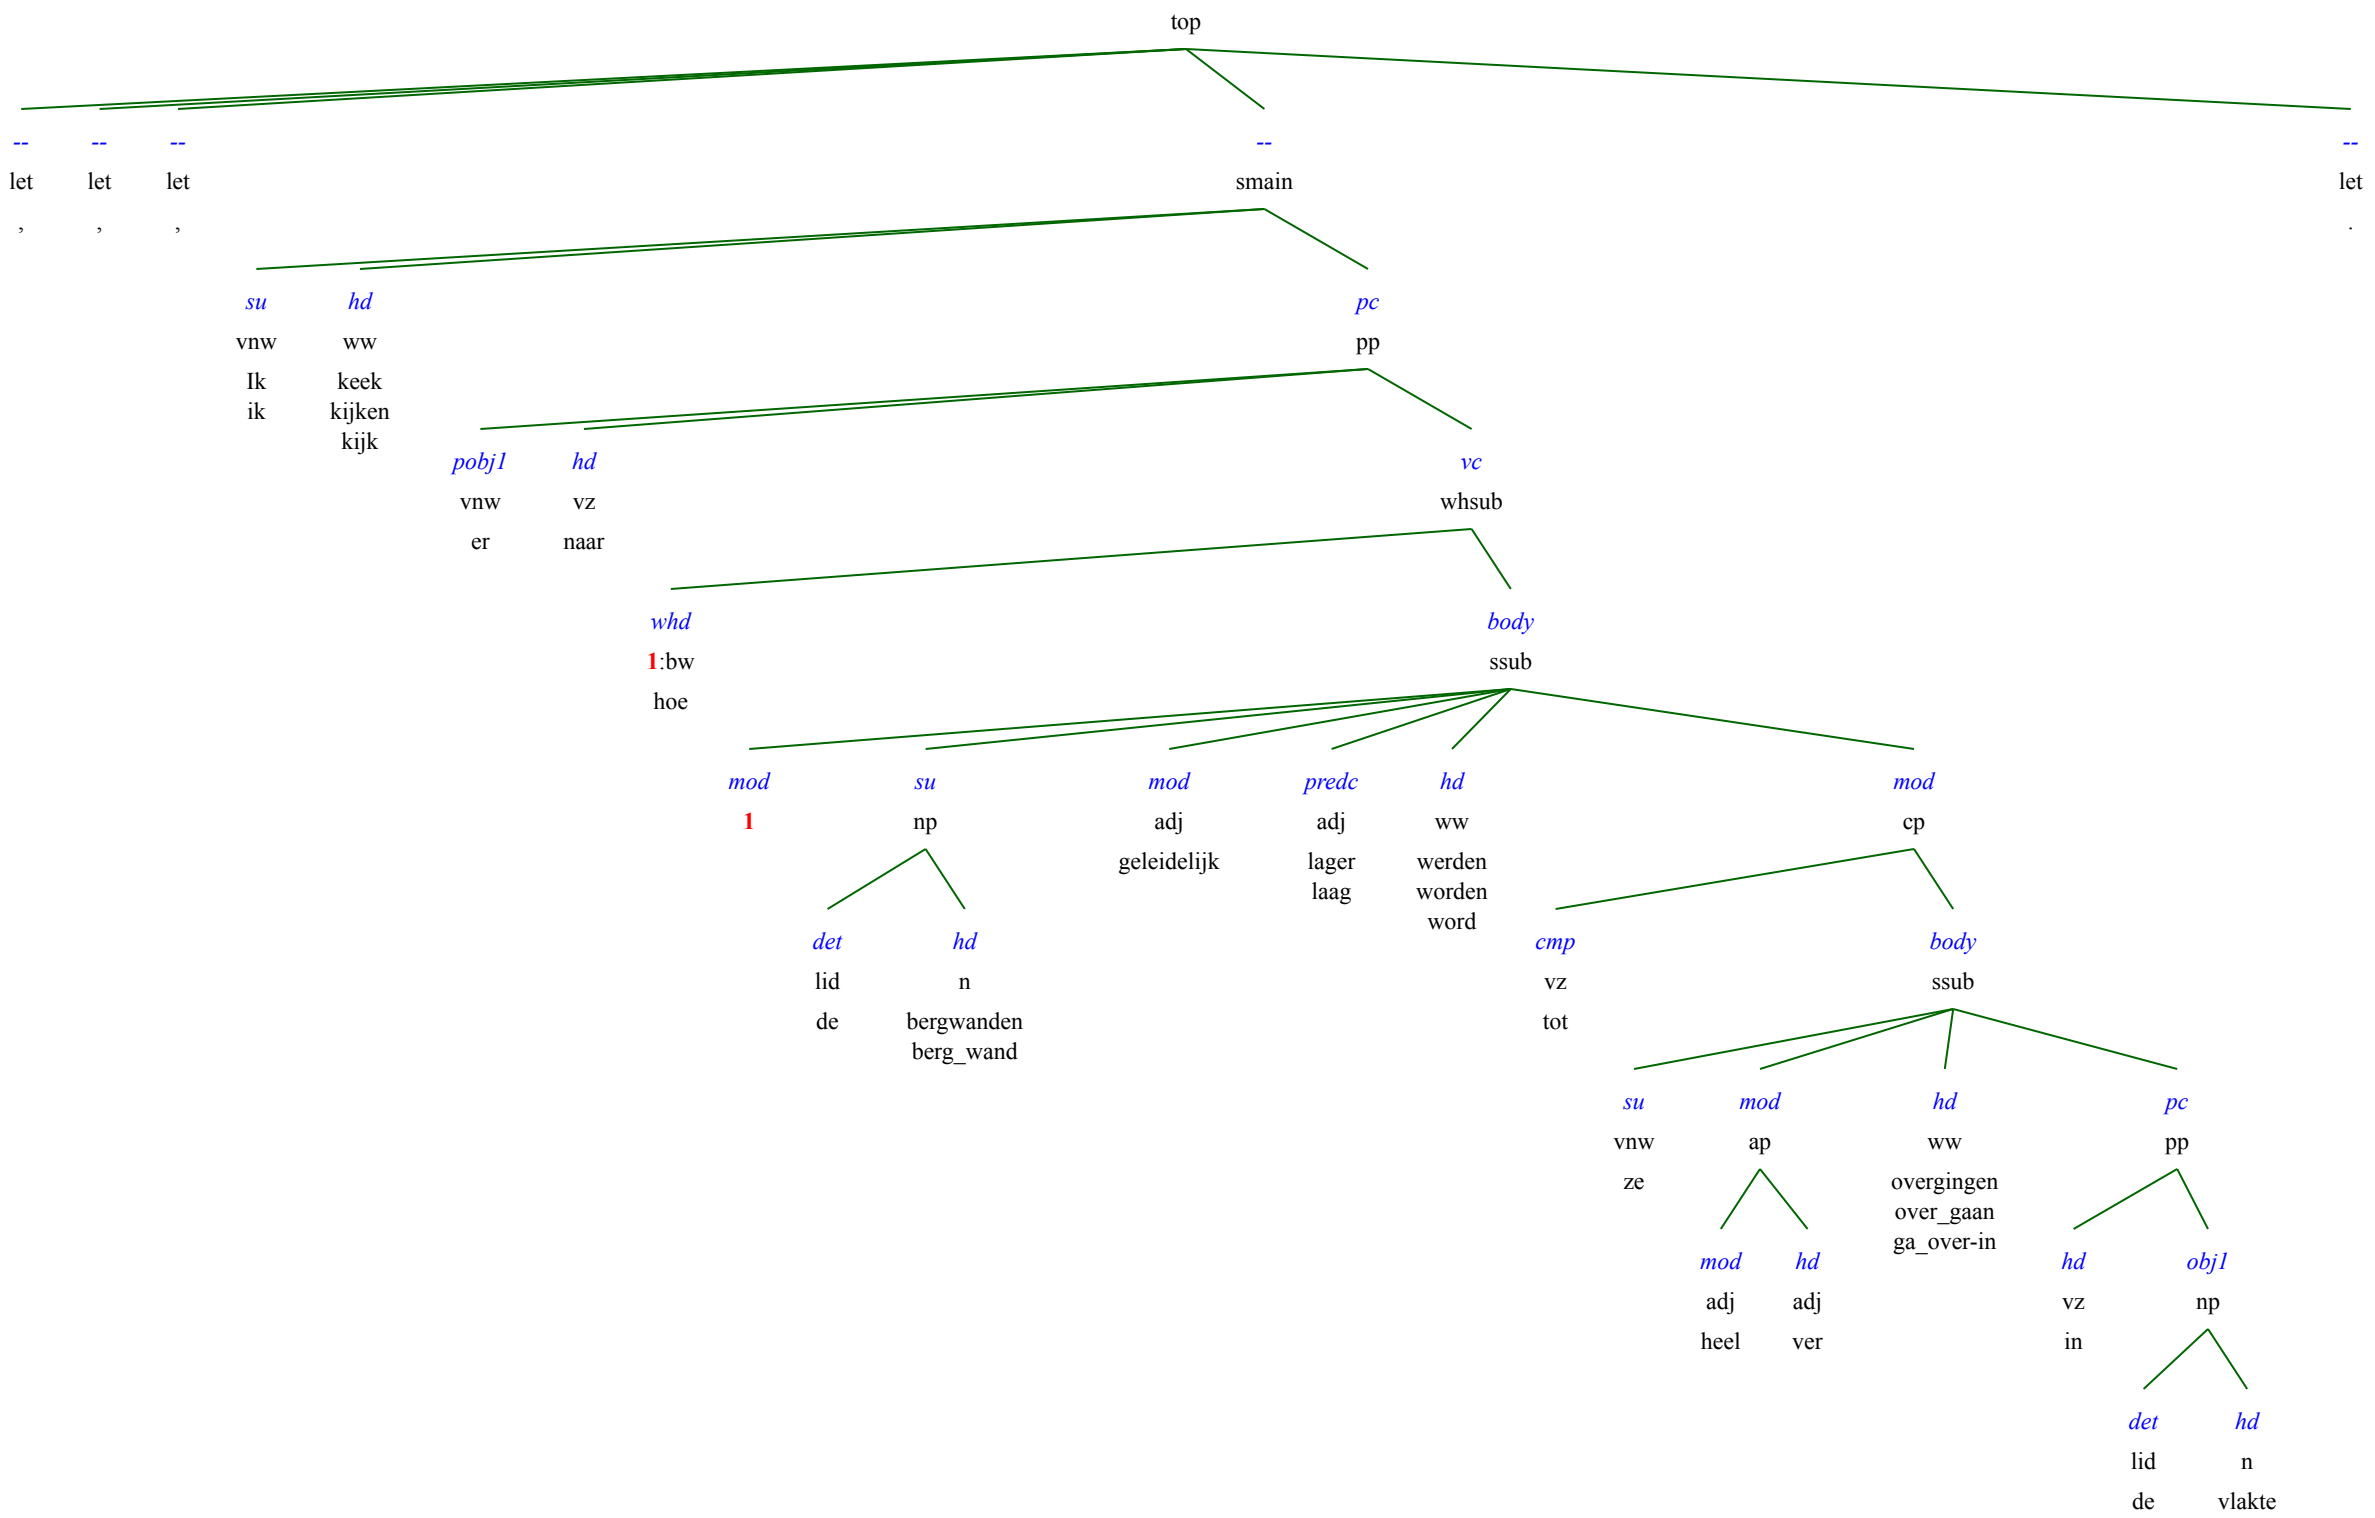 top
-- -- -- -- --
let let let smain let
, , , .
su hd pc
vnw ww pp
Ik keek
ik kijken
kijk
pobj1 hd vc
vnw vz whsub
er naar
whd body
1:bw ssub
hoe
mod su mod predc hd mod
1 np adj adj ww cp
geleidelijk lager werden
laag worden
word
det hd cmp body
lid n vz ssub
de bergwanden tot
berg_wand
su mod hd pc
vnw ap ww pp
ze overgingen
over_gaan
ga_over-in
mod hd hd obj1
adj adj vz np
heel ver in
det hd
lid n
de vlakte